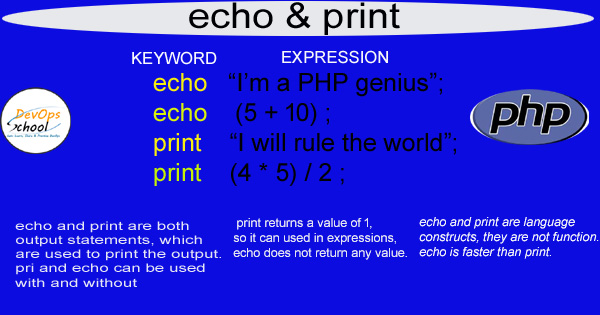 echo & print
KEYWORD EXPRESSION
echo “I’m a PHP genius”;
echo (5 + 10) ;
print “I will rule the world”;
print (4 * 5) / 2 ;
DevOps
School
php
echo and print are both
output statements, which
are used to print the output.
pri and echo can be used
with and without
print returns a value of 1,
so it can used in expressions,
echo does not return any value.
echo and print are language
constructs, they are not function.
echo is faster than print.